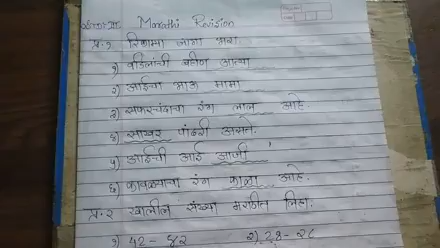 Marathi Revision
प्र.१ रिकामा जागा भरा.
१) वडिलांची बहीण आत्या
२) आईचा भाऊ मामा
३) सफरचंदाचा रंग लाल आहे.
४) साखर पांढरी असते.
५) आईची आई आजी
६) कावळ्याचा रंग काळा आहे.
प्र.२ खालील संख्या मराठीत लिहा.
१) 42 - ४२ २) 28 - २८